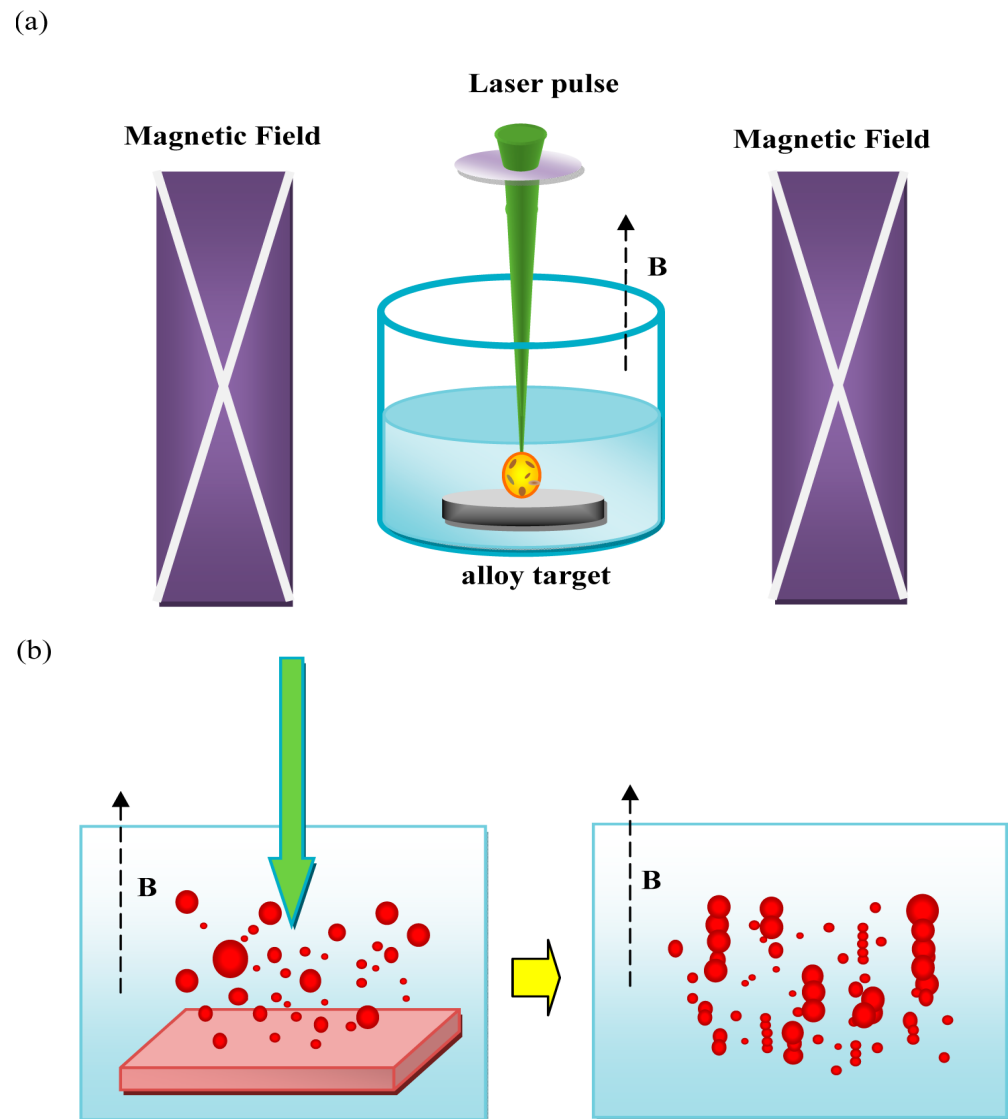 (a)
Laser pulse
Magnetic Field
Magnetic Field
B
alloy target
(b)
B
B